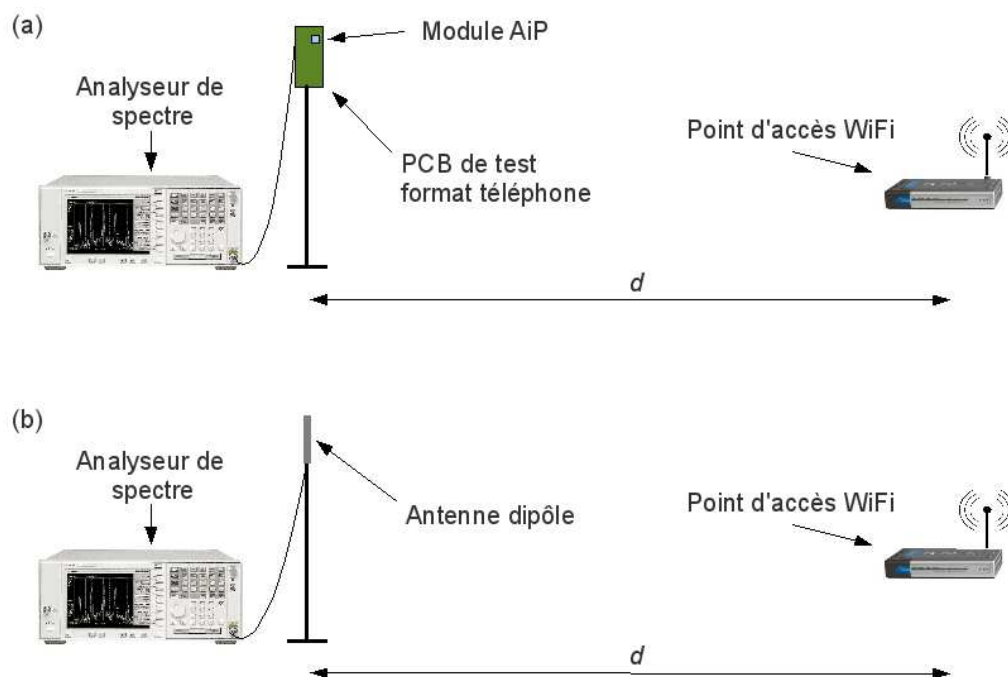 (a)
Module AiP
Analyseur de
spectre
Point d'accès WiFi
PCB de test
format téléphone
d
(b)
Analyseur de
spectre
Antenne dipôle
Point d'accès WiFi
d